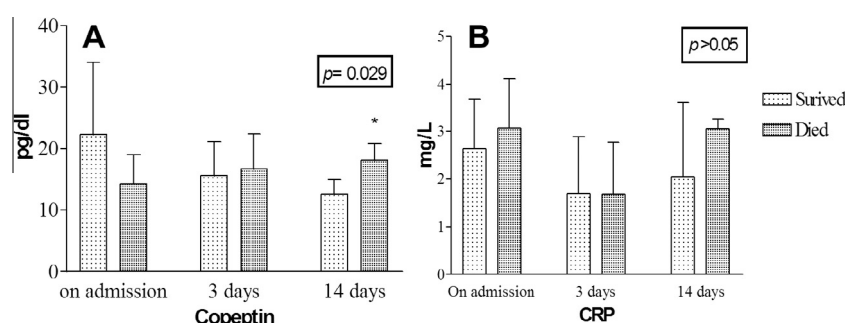 A
p= 0.029
40
30
20
10
0
pg/dl
*
on admission
3 days
14 days
Copeptin
B
p>0.05
5
4
3
2
1
0
mg/L
On admission
3 days
14 days
CRP
Surived
Died